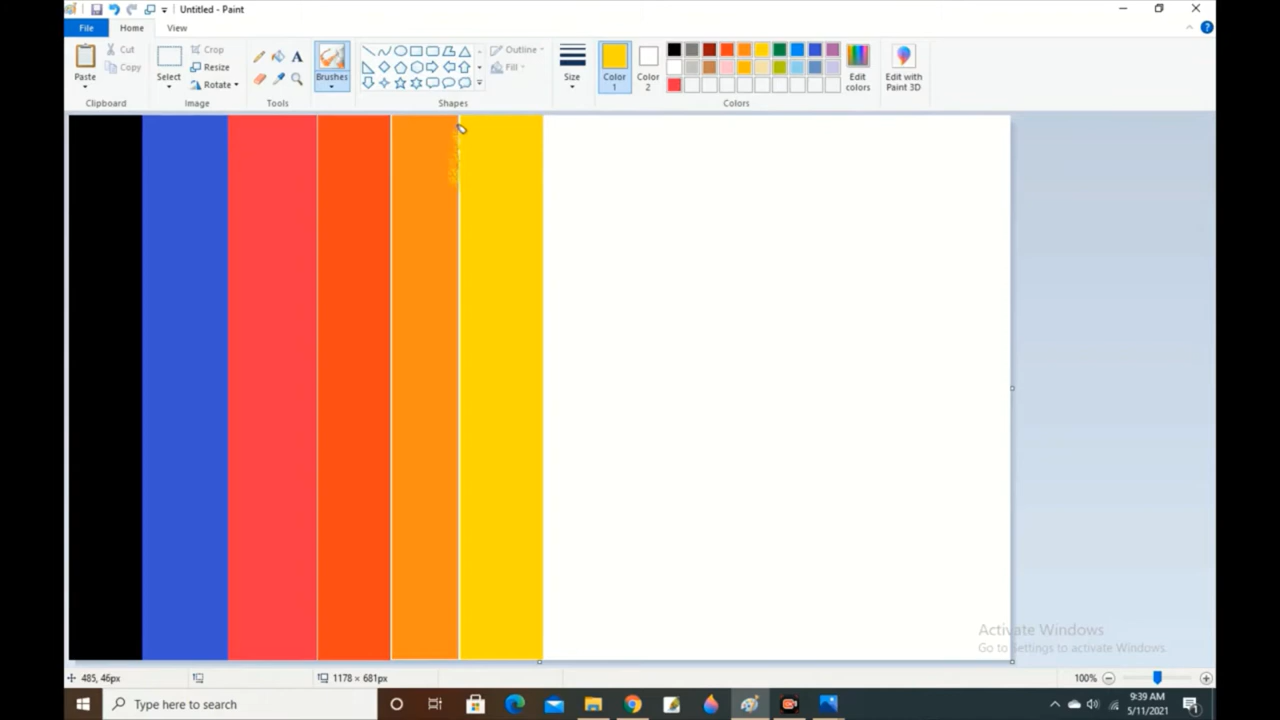 Untitled - Paint
File Home View
Paste
Cut
Copy
Clipboard
Select
Crop
Resize
Rotate
Image
A
Tools
Brushes
Outline
Fill
Shapes
Size
Color 1
Color 2
Edit colors
Edit with Paint 3D
Colors
Activate Windows
Go to Settings to activate Windows.
485, 46px
1178 × 681px
100%
Type here to search
9:39 AM
5/11/2021